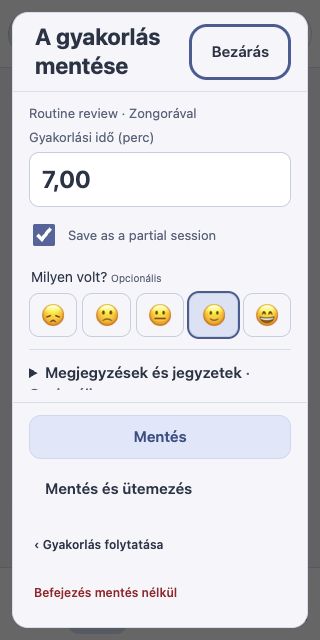 A gyakorlás
mentése
Bezárás
Routine review · Zongorával
Gyakorlási idő (perc)
7,00
Save as a partial session
Milyen volt? Opcionális
Megjegyzések és jegyzetek ·
Mentés
Mentés és ütemezés
‹ Gyakorlás folytatása
Befejezés mentés nélkül